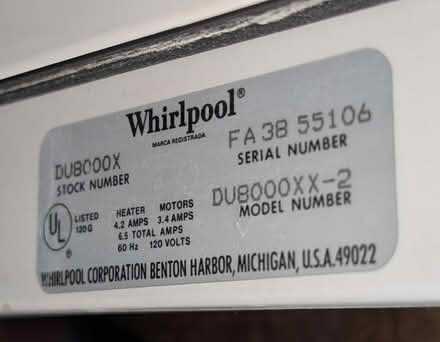 Whirlpool®
MARCA REGISTRADA
DU8000X
STOCK NUMBER
FA 38 55106
SERIAL NUMBER
UL
LISTED
120G
HEATER MOTORS
4.2 AMPS 3.4 AMPS
6.5 TOTAL AMPS
60 Hz 120 VOLTS
DU8000XX-2
MODEL NUMBER
WHIRLPOOL CORPORATION BENTON HARBOR, MICHIGAN, U.S.A. 49022